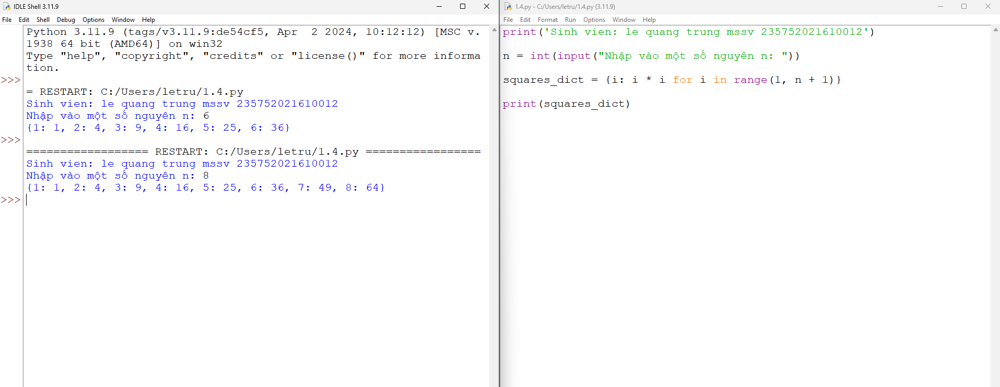 IDLE Shell 3.11.9
File Edit Shell Debug Options Window Help
Python 3.11.9 (tags/v3.11.9:de54cf5, Apr  2 2024, 10:12:12) [MSC v.
1938 64 bit (AMD64)] on win32
Type "help", "copyright", "credits" or "license()" for more informa
tion.
>>>
= RESTART: C:/Users/letru/1.4.py
Sinh vien: le quang trung mssv 235752021610012
Nhập vào một số nguyên n: 6
{1: 1, 2: 4, 3: 9, 4: 16, 5: 25, 6: 36}
>>>
================== RESTART: C:/Users/letru/1.4.py =================
Sinh vien: le quang trung mssv 235752021610012
Nhập vào một số nguyên n: 8
{1: 1, 2: 4, 3: 9, 4: 16, 5: 25, 6: 36, 7: 49, 8: 64}
>>>
1.4.py - C:/Users/letru/1.4.py (3.11.9)
File Edit Format Run Options Window Help
print('Sinh vien: le quang trung mssv 235752021610012')
n = int(input("Nhập vào một số nguyên n: "))
squares_dict = {i: i * i for i in range(1, n + 1)}
print(squares_dict)